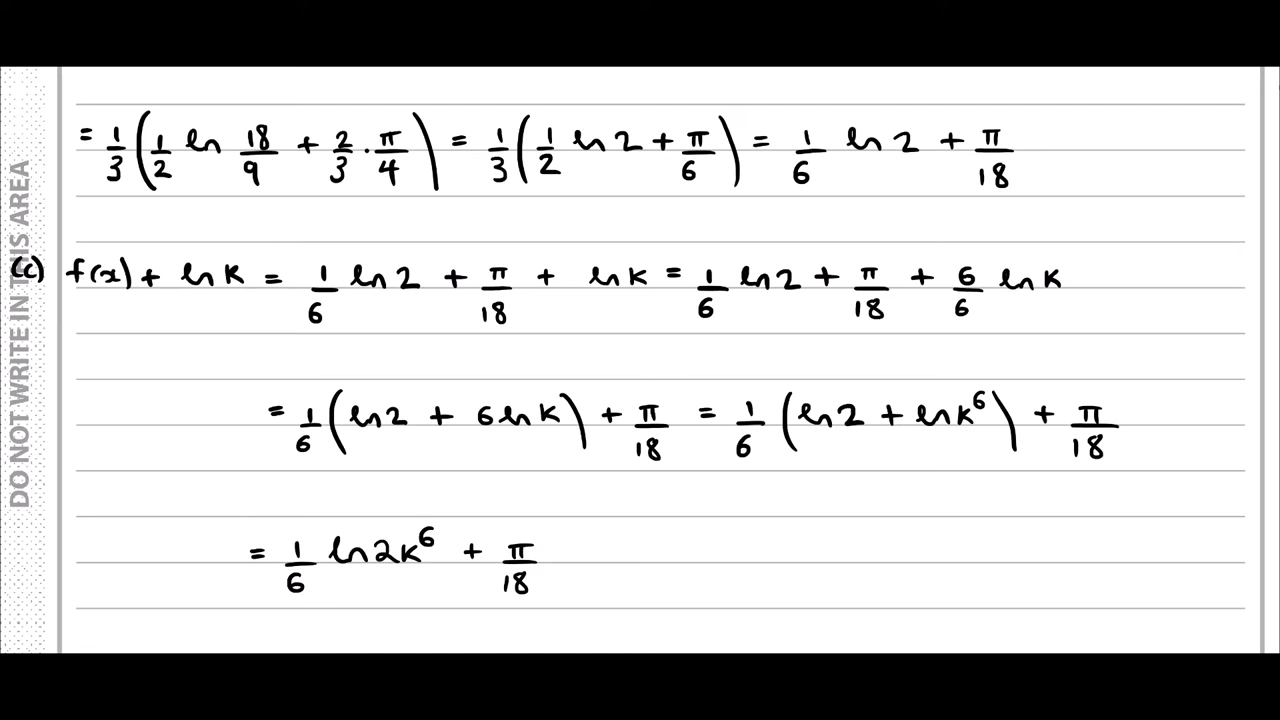 = 1/3 (1/2 ln 18/9 + 2/3 · π/4) = 1/3 (1/2 ln 2 + π/6) = 1/6 ln 2 + π/18
(c) f(x) + ln k = 1/6 ln 2 + π/18 + ln k = 1/6 ln 2 + π/18 + 6/6 ln k
= 1/6 (ln 2 + 6 ln k) + π/18 = 1/6 (ln 2 + ln k⁶) + π/18
= 1/6 ln 2k⁶ + π/18
DO NOT WRITE IN THIS AREA